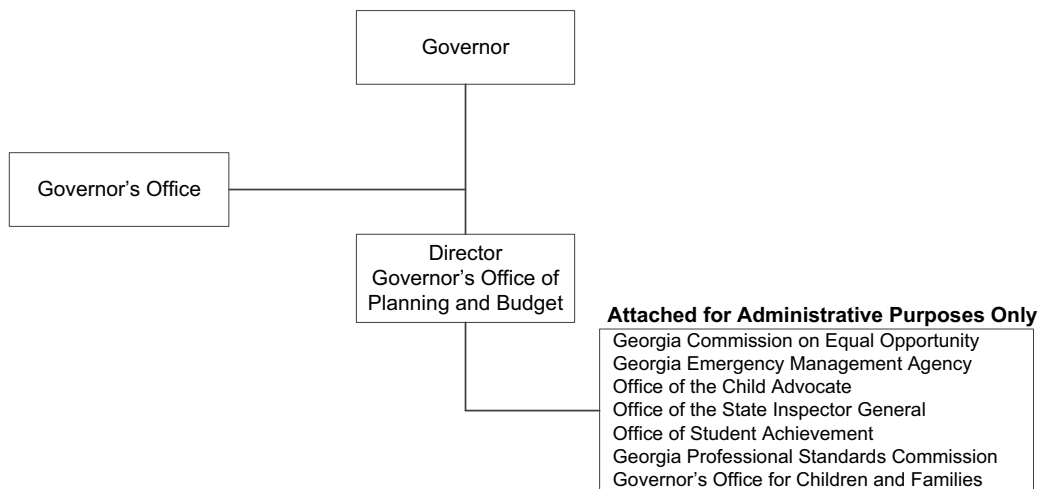 Governor
Governor’s Office
Director
Governor’s Office of
Planning and Budget
Attached for Administrative Purposes Only
Georgia Commission on Equal Opportunity
Georgia Emergency Management Agency
Office of the Child Advocate
Office of the State Inspector General
Office of Student Achievement
Georgia Professional Standards Commission
Governor’s Office for Children and Families